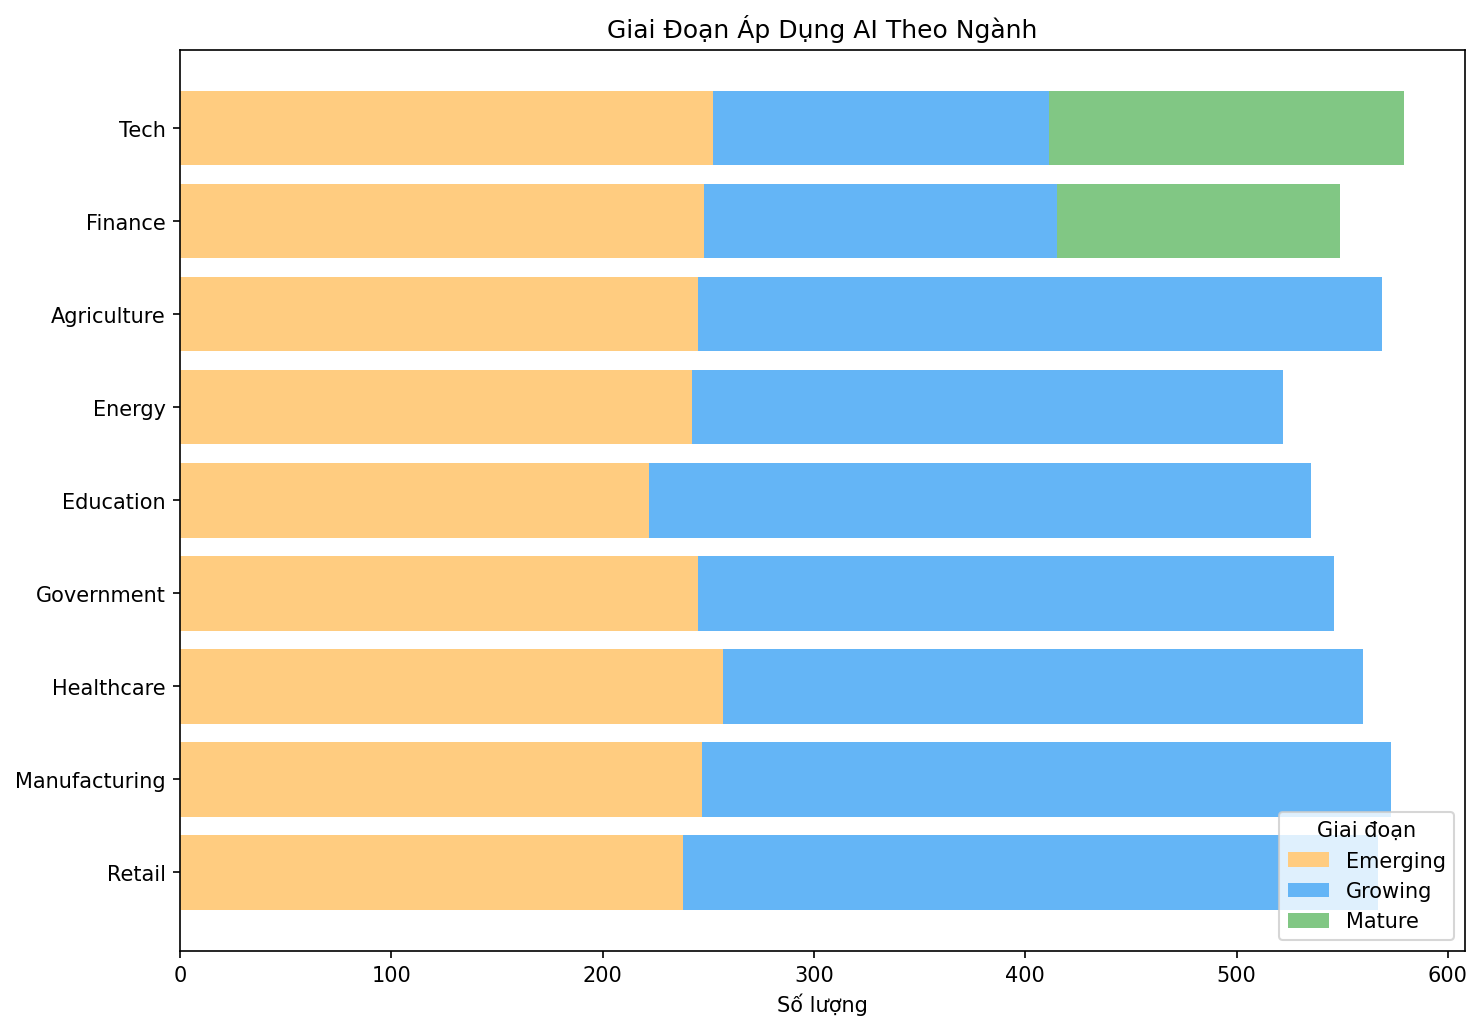 Giai Đoạn Áp Dụng AI Theo Ngành
Tech
Finance
Agriculture
Energy
Education
Government
Healthcare
Manufacturing
Retail
Giai đoạn
Emerging
Growing
Mature
0 100 200 300 400 500 600
Số lượng